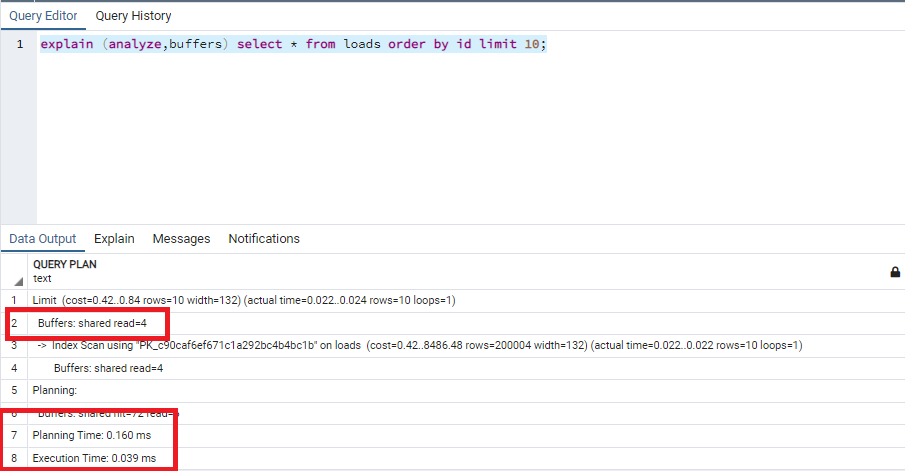 Query Editor Query History
1 explain (analyze,buffers) select * from loads order by id limit 10;
Data Output Explain Messages Notifications
QUERY PLAN
text
1 Limit (cost=0.42..0.84 rows=10 width=132) (actual time=0.022..0.024 rows=10 loops=1)
2 Buffers: shared read=4
3 -> Index Scan using "PK_c90caf6ef671c1a292bc4b4bc1b" on loads (cost=0.42..8486.48 rows=200004 width=132) (actual time=0.022..0.022 rows=10 loops=1)
4 Buffers: shared read=4
5 Planning:
6 Buffers: shared hit=72
7 Planning Time: 0.160 ms
8 Execution Time: 0.039 ms